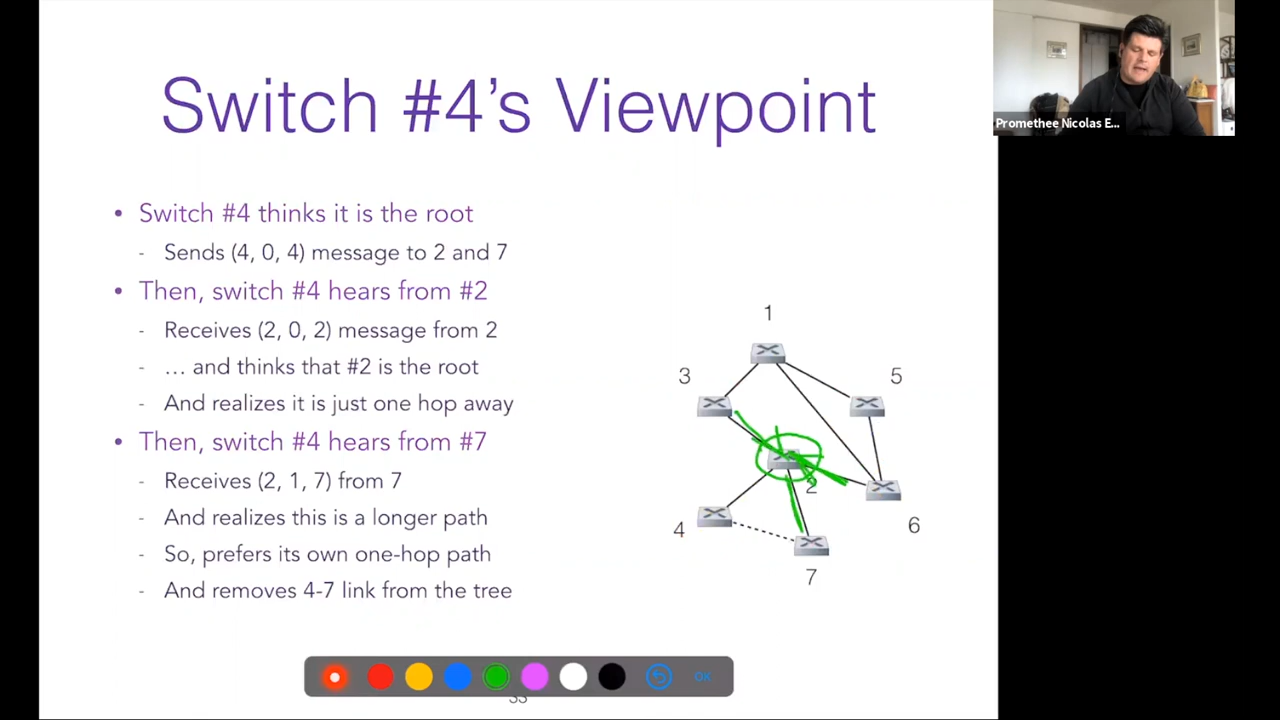 Switch #4's Viewpoint
Promethee Nicolas E...
• Switch #4 thinks it is the root
- Sends (4, 0, 4) message to 2 and 7
• Then, switch #4 hears from #2
- Receives (2, 0, 2) message from 2
- … and thinks that #2 is the root
- And realizes it is just one hop away
• Then, switch #4 hears from #7
- Receives (2, 1, 7) from 7
- And realizes this is a longer path
- So, prefers its own one-hop path
- And removes 4-7 link from the tree
1
3
5
2
4
6
7
OK